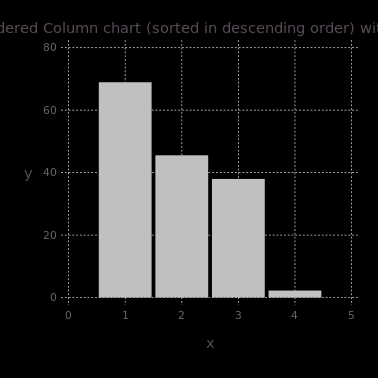 dered Column chart (sorted in descending order) wit
80
60
y
40
20
0
0 1 2 3 4 5
x